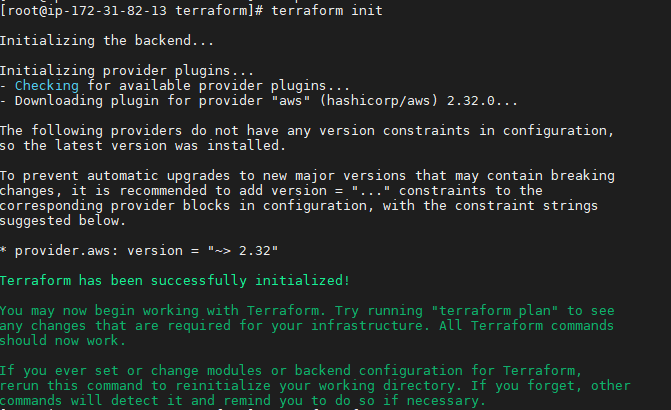 [root@ip-172-31-82-13 terraform]# terraform init
Initializing the backend...
Initializing provider plugins...
- Checking for available provider plugins...
- Downloading plugin for provider "aws" (hashicorp/aws) 2.32.0...
The following providers do not have any version constraints in configuration,
so the latest version was installed.
To prevent automatic upgrades to new major versions that may contain breaking
changes, it is recommended to add version = "..." constraints to the
corresponding provider blocks in configuration, with the constraint strings
suggested below.
* provider.aws: version = "~> 2.32"
Terraform has been successfully initialized!
You may now begin working with Terraform. Try running "terraform plan" to see
any changes that are required for your infrastructure. All Terraform commands
should now work.
If you ever set or change modules or backend configuration for Terraform,
rerun this command to reinitialize your working directory. If you forget, other
commands will detect it and remind you to do so if necessary.